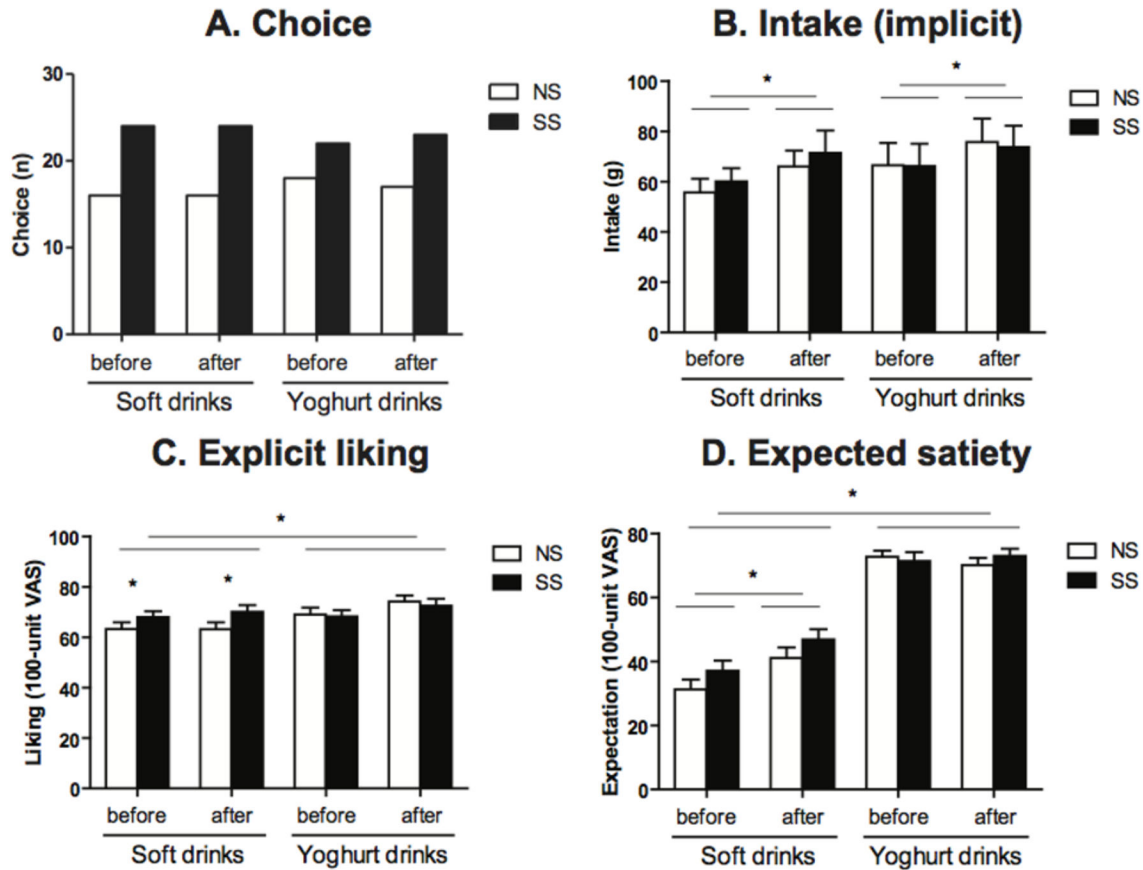 A. Choice
30
20
10
0
Choice (n)
NS
SS
before after before after
Soft drinks Yoghurt drinks
B. Intake (implicit)
100
80
60
40
20
0
Intake (g)
* *
NS
SS
before after before after
Soft drinks Yoghurt drinks
C. Explicit liking
100
80
60
40
20
0
Liking (100-unit VAS)
*
* *
NS
SS
before after before after
Soft drinks Yoghurt drinks
D. Expected satiety
80
60
40
20
0
Expectation (100-unit VAS)
*
*
NS
SS
before after before after
Soft drinks Yoghurt drinks